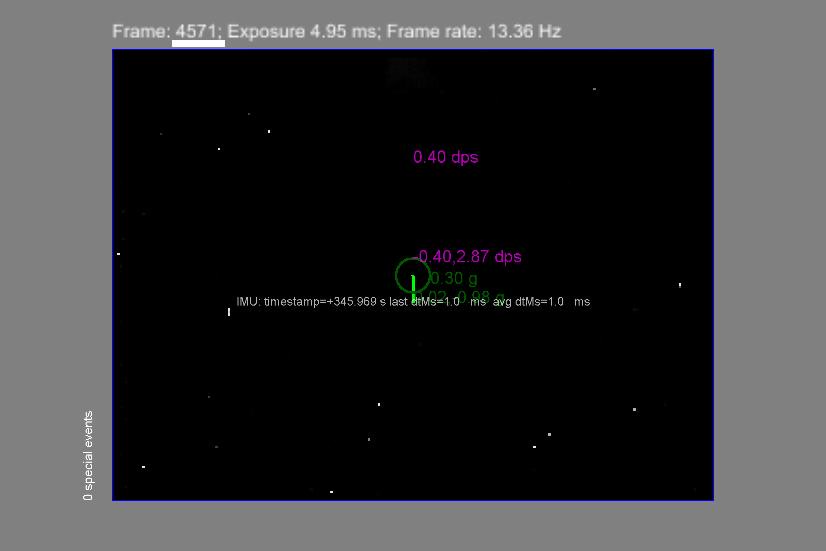 Frame: 4571; Exposure 4.95 ms; Frame rate: 13.36 Hz
0.40 dps
-0.40,2.87 dps
0.30 g
IMU: timestamp=+345.969 s last dtMs=1.0 ms avg dtMs=1.0 ms
0 special events